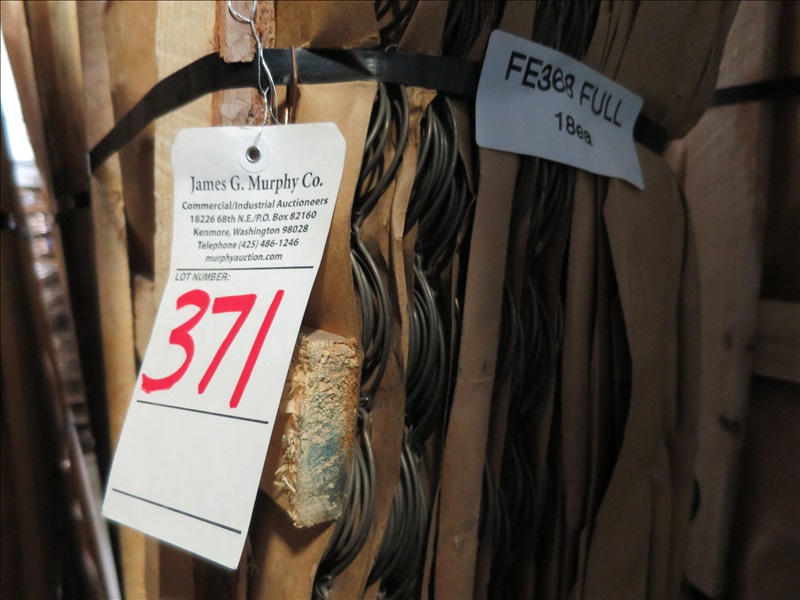 James G. Murphy Co.
Commercial/Industrial Auctioneers
18226 68th N.E./P.O. Box 82160
Kenmore, Washington 98028
Telephone (425) 486-1246
murphyauction.com
LOT NUMBER:
371
FE368 FULL
18ea